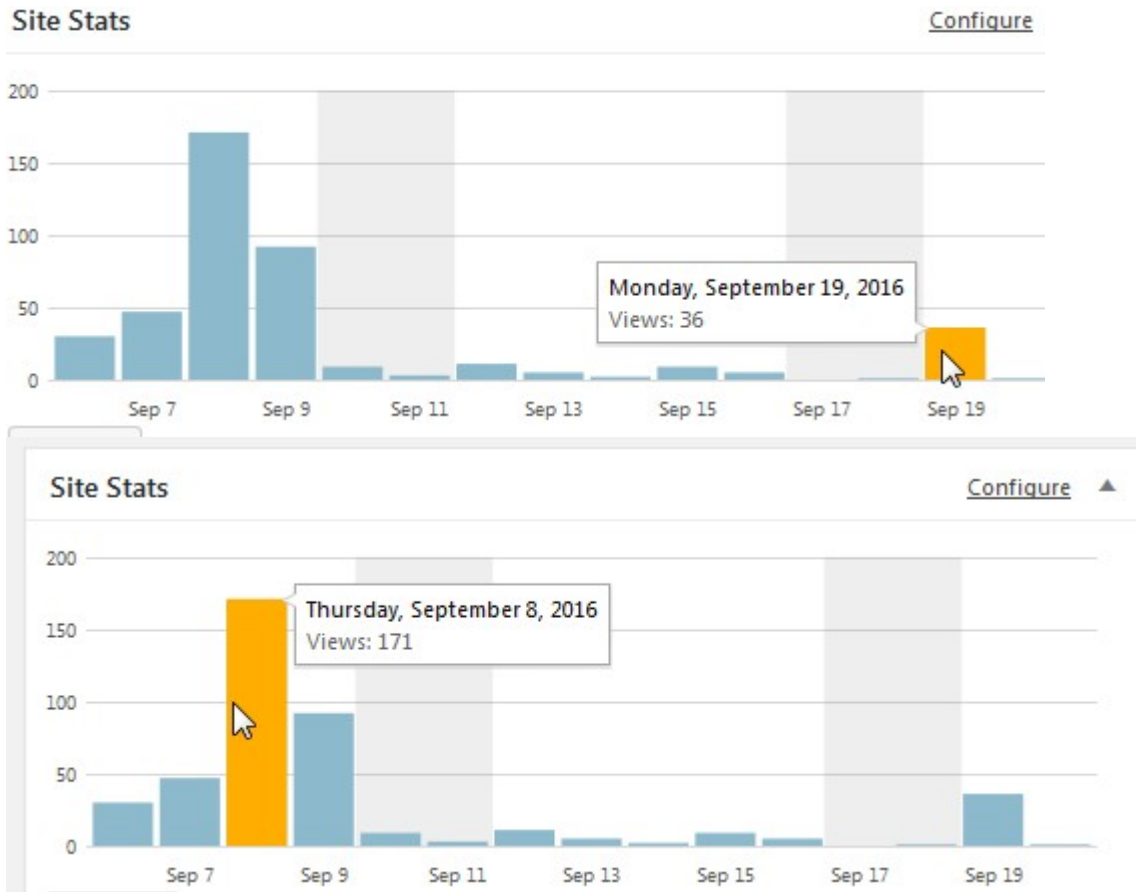 Site Stats Configure
200
150
100
Monday, September 19, 2016
50
Views: 36
0
Sep 7 Sep 9 Sep 11 Sep 13 Sep 15 Sep 17 Sep 19
Site Stats Configure ▲
200
Thursday, September 8, 2016
150
Views: 171
100
50
0
Sep 7 Sep 9 Sep 11 Sep 13 Sep 15 Sep 17 Sep 19